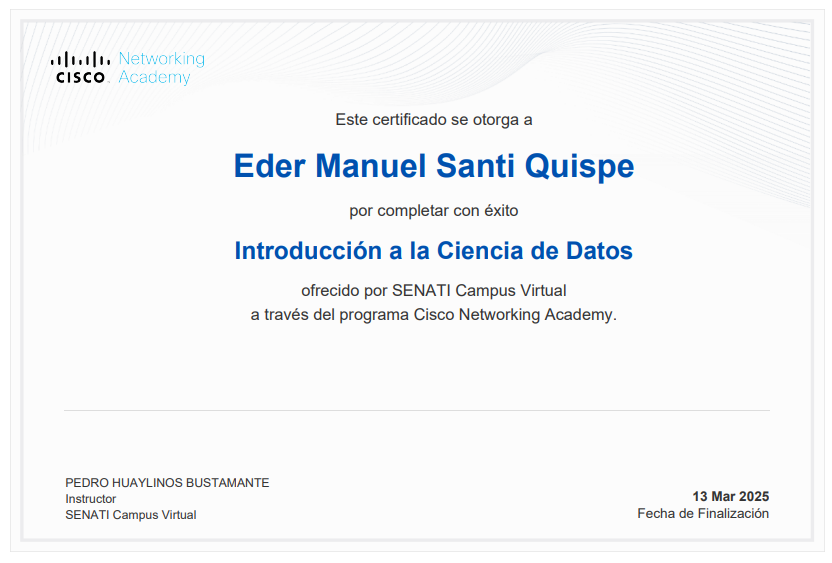 CISCO Networking
Academy
Este certificado se otorga a
Eder Manuel Santi Quispe
por completar con éxito
Introducción a la Ciencia de Datos
ofrecido por SENATI Campus Virtual
a través del programa Cisco Networking Academy.
PEDRO HUAYLINOS BUSTAMANTE
Instructor
SENATI Campus Virtual
13 Mar 2025
Fecha de Finalización